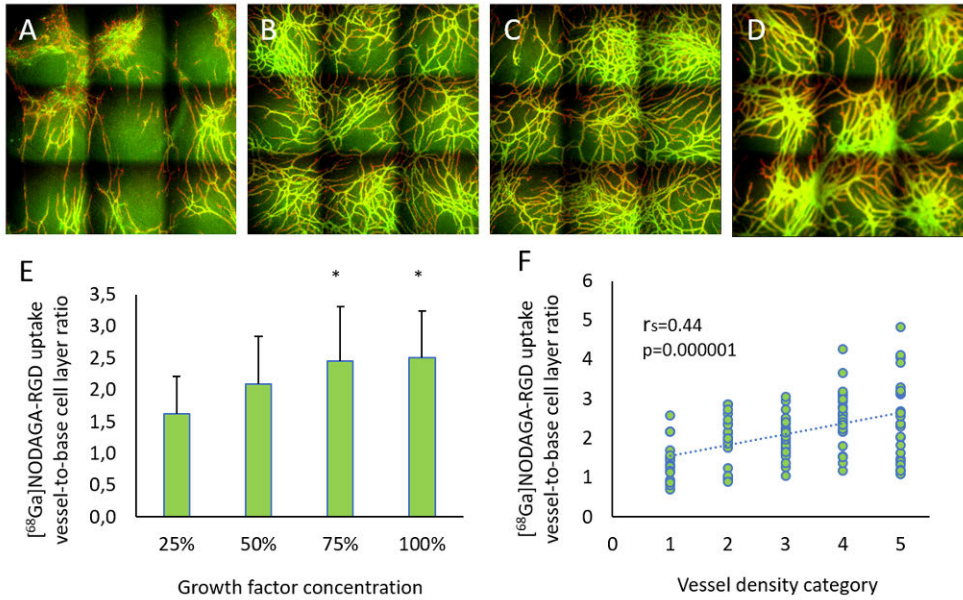 A
B
C
D
E
[⁶⁸Ga]NODAGA-RGD uptake
vessel-to-base cell layer ratio
3,5
3,0
2,5
2,0
1,5
1,0
0,5
0,0
*
*
25%
50%
75%
100%
Growth factor concentration
F
[⁶⁸Ga]NODAGA-RGD uptake
vessel-to-base cell layer ratio
6
5
4
3
2
1
0
rs=0.44
p=0.000001
0
1
2
3
4
5
Vessel density category